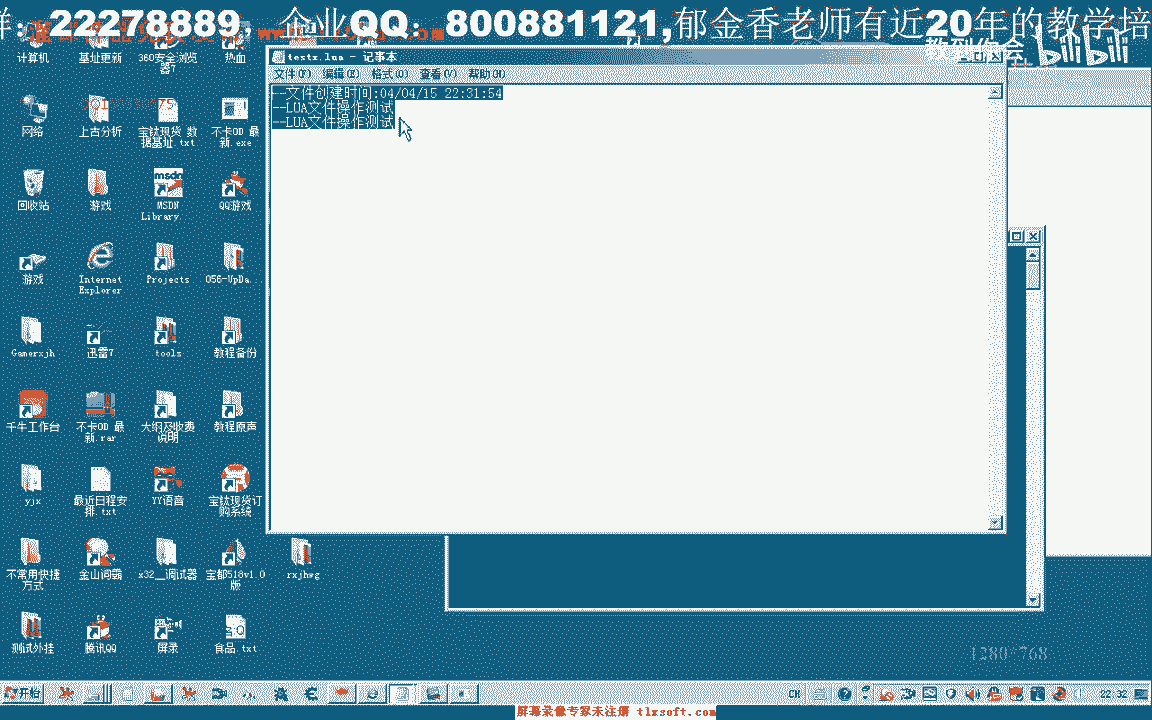 群: 22278889, 企业QQ: 800881121,郁金香老师有近20年的教学培
教到你会
bilibili
testx.lua - 记事本
文件(F) 编辑(E) 格式(O) 查看(V) 帮助(H)
--文件创建时间:04/04/15 22:31:54
--LUA文件操作测试
--LUA文件操作测试
计算机
基址更新
360安全浏览器7
热血
网络
上古分析
宝钛现货 数据基址.txt
不卡OD 最新.exe
回收站
游戏
MSDN Library.
QQ游戏
游戏
Internet Explorer
Projects
056-UpDa..
Gamerxjh
迅雷7
tools
教程备份
千牛工作台
不卡OD 最新.rar
大纲及收费说明
教程原声
yjx
最近日程安排.txt
YY语音
宝钛现货订购系统
不常用快捷方式
金山词霸
x32__调试器
宝都518v1.0版
rxjhwg
测试外挂
腾讯QQ
屏录
食品.txt
1280*768
开始
CH
22:32
屏幕录像专家未注册 tlxsoft.com